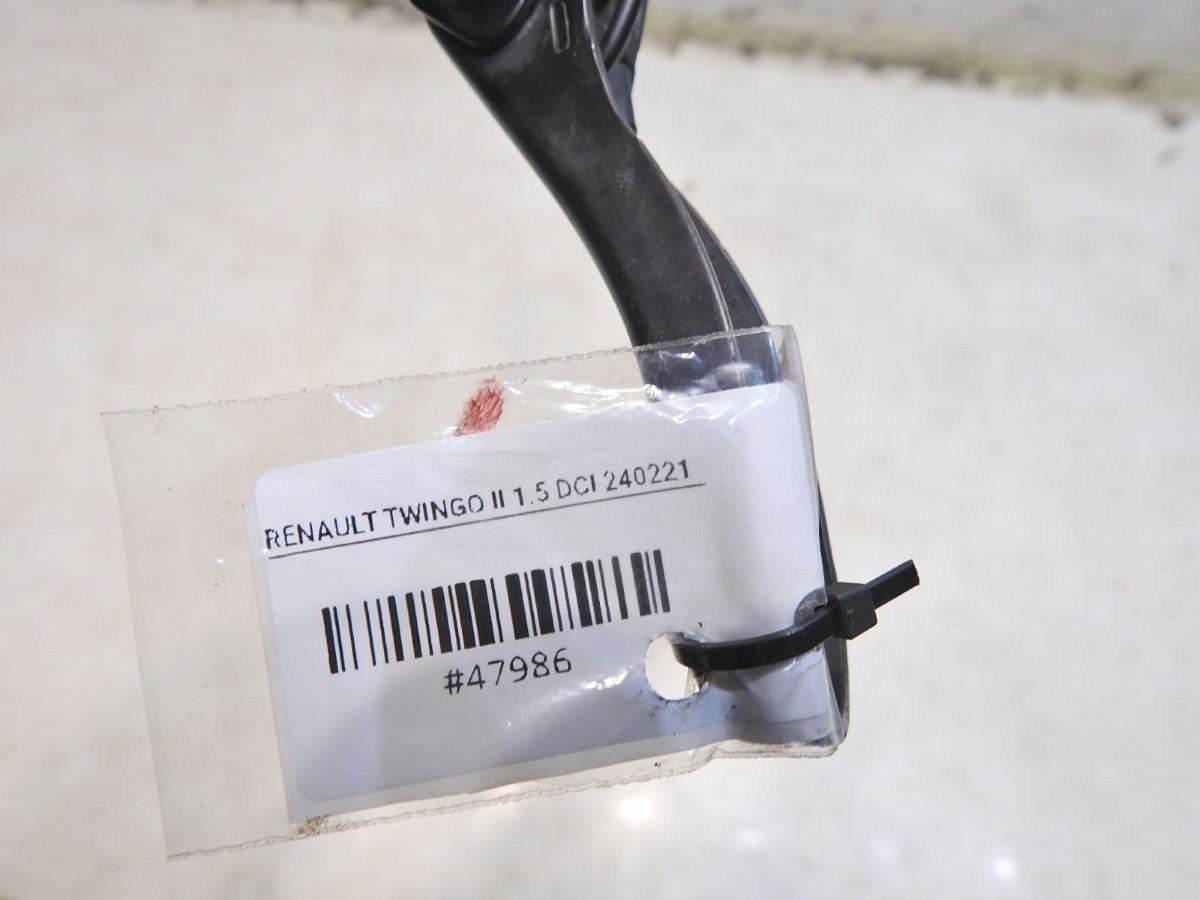 RENAULT TWINGO II 1.5 DCI 240221
#47986